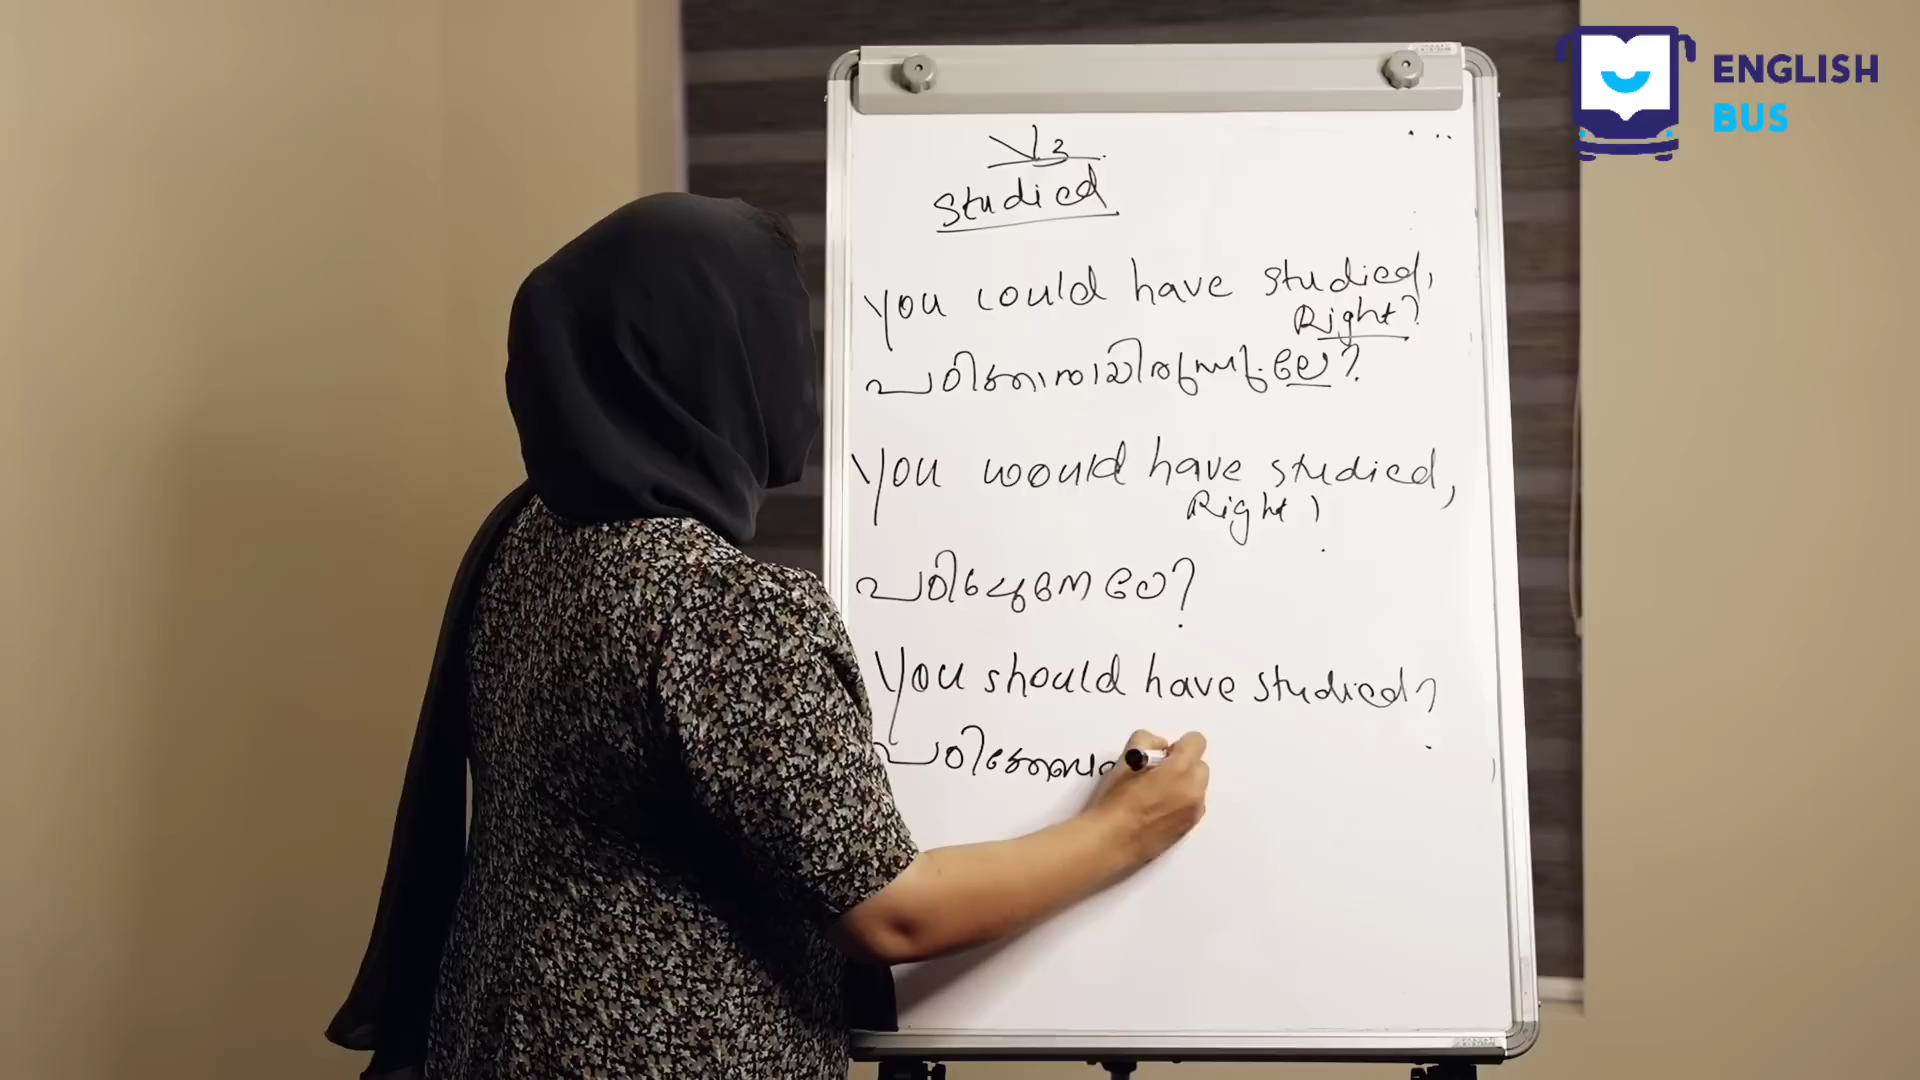 ENGLISH
BUS
V3
Studied
You could have studied,
Right?
പഠിക്കാമായിരുന്നു ല്ലേ?
You would have studied,
Right?
പഠിച്ചേനേ ല്ലേ?
You should have studied?